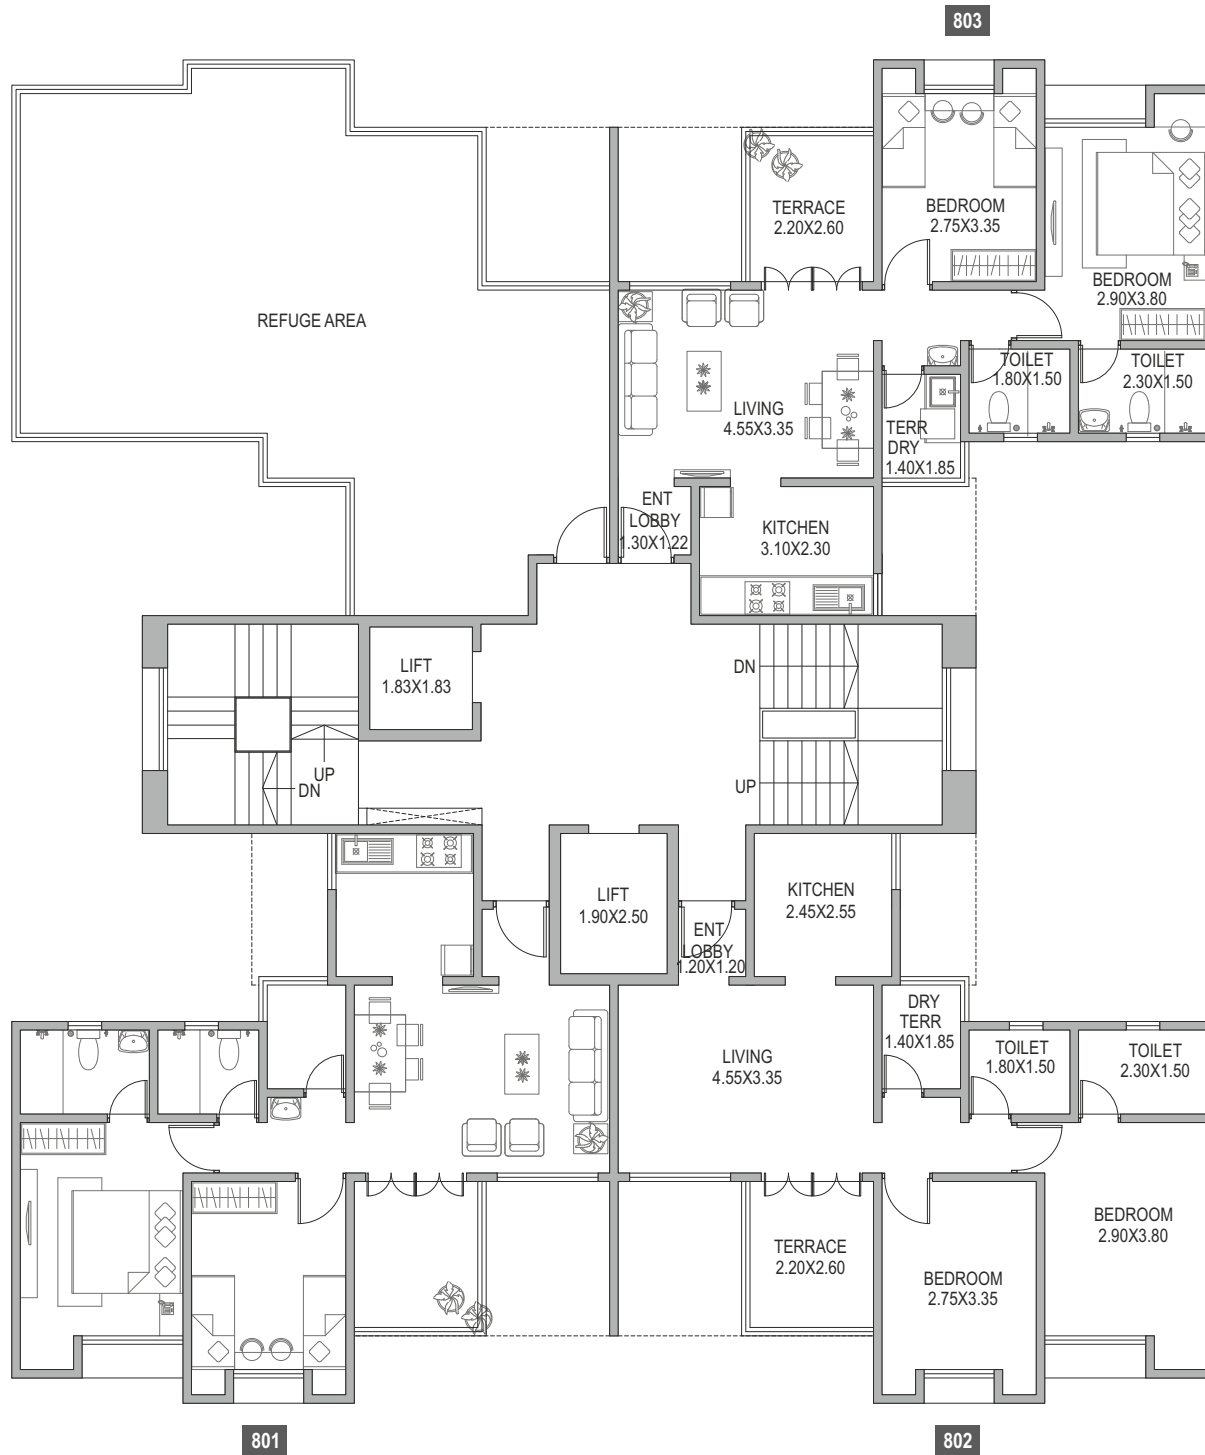 803
TERRACE
2.20X2.60
BEDROOM
2.75X3.35
BEDROOM
2.90X3.80
REFUGE AREA
TOILET
1.80X1.50
TOILET
2.30X1.50
LIVING
4.55X3.35
TERR
DRY
1.40X1.85
ENT
LOBBY
1.30X1.22
KITCHEN
3.10X2.30
LIFT
1.83X1.83
DN
UP
DN
UP
LIFT
1.90X2.50
KITCHEN
2.45X2.55
ENT
LOBBY
1.20X1.20
DRY
TERR
1.40X1.85
LIVING
4.55X3.35
TOILET
1.80X1.50
TOILET
2.30X1.50
TERRACE
2.20X2.60
BEDROOM
2.75X3.35
BEDROOM
2.90X3.80
801
802